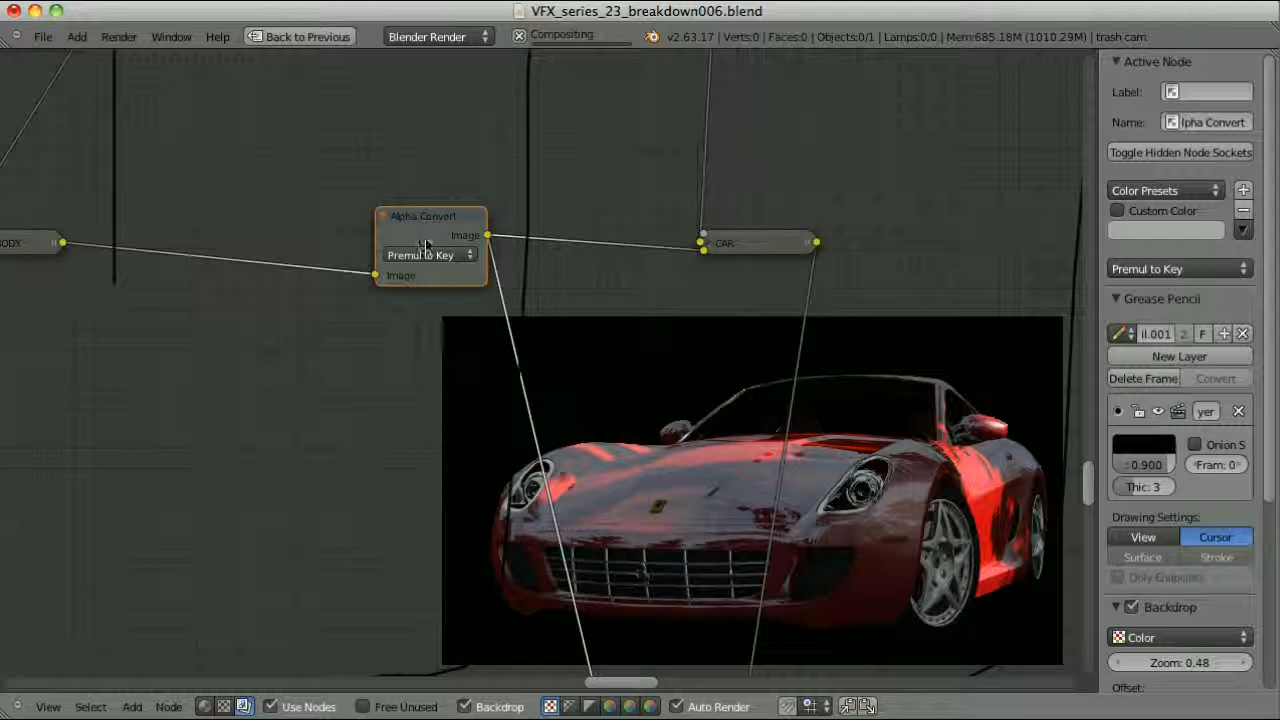 VFX_series_23_breakdown006.blend
File Add Render Window Help Back to Previous Blender Render Compositing v2.63.17 | Verts:0 | Faces:0 | Objects:0/1 | Lamps:0/0 | Mem:685.18M (1010.29M) | trash cam
Active Node
Label:
Name: lpha Convert
Toggle Hidden Node Sockets
Color Presets
Custom Color
Premul to Key
Grease Pencil
il.001 2 F
New Layer
Delete Frame Convert
yer
Onion S
0.900 Fram: 0
Thic: 3
Drawing Settings:
View Cursor
Surface Stroke
Only Endpoints
Backdrop
Color
Zoom: 0.48
Offset:
BODY
Alpha Convert
Image
Premul to Key
Image
CAR
View Select Add Node Use Nodes Free Unused Backdrop Auto Render